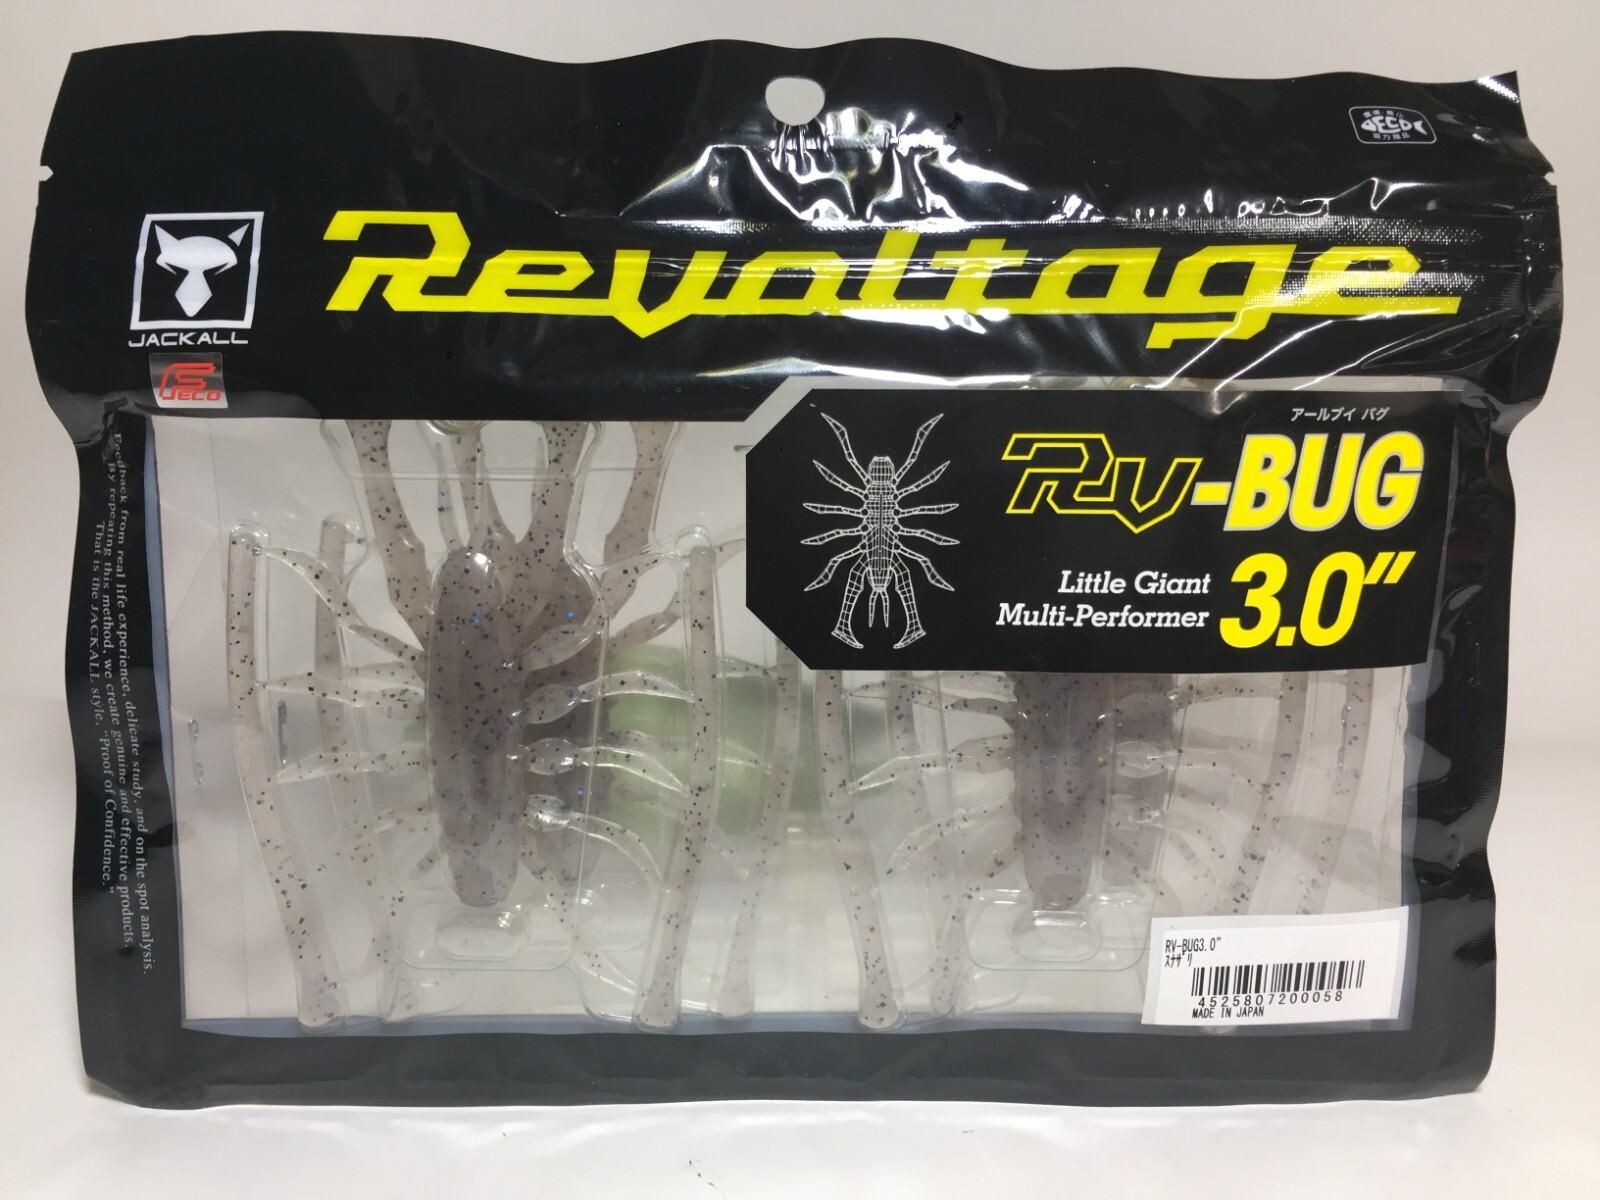 ECO
Revoltage
JACKALL
FECO
アールブイ バグ
RV-BUG
3.0"
Little Giant
Multi-Performer
Feedback from real life experience, delicate study, and on the spot analysis.
By repeating this method, we create genuine and effective products.
That is the JACKALL style. "Proof of Confidence."
RV-BUG3.0"
ｽﾅｻﾞﾘ
4525807200058
MADE IN JAPAN